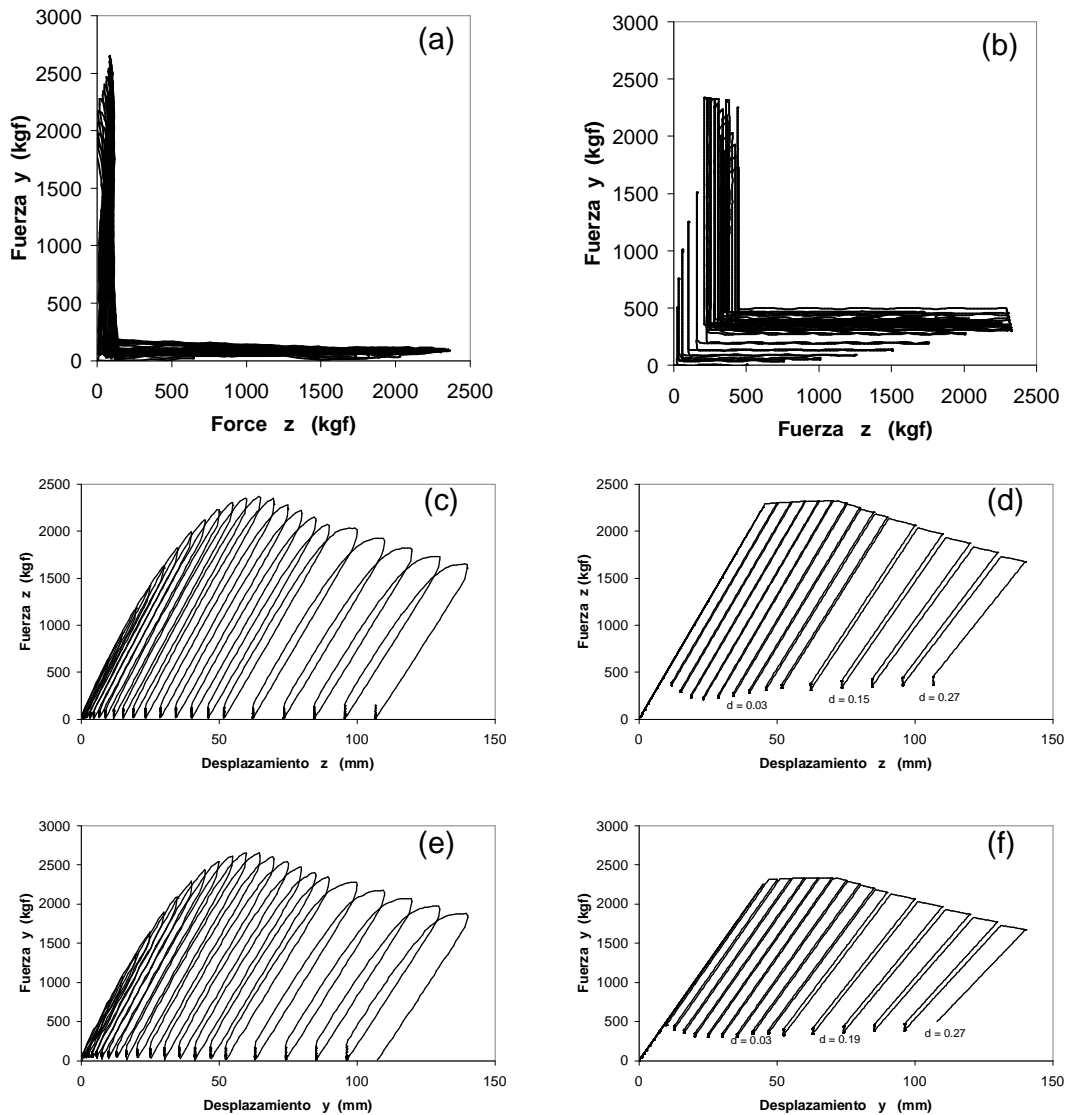 (a)
3000
2500
2000
1500
1000
500
0
Fuerza y (kgf)
0 500 1000 1500 2000 2500
Force z (kgf)
(b)
3000
2500
2000
1500
1000
500
0
Fuerza y (kgf)
0 500 1000 1500 2000 2500
Fuerza z (kgf)
(c)
2500
2000
1500
1000
500
0
Fuerza z (kgf)
0 50 100 150
Desplazamiento z (mm)
(d)
2500
2000
1500
1000
500
0
Fuerza z (kgf)
d = 0.03 d = 0.15 d = 0.27
0 50 100 150
Desplazamiento z (mm)
(e)
3000
2500
2000
1500
1000
500
0
Fuerza y (kgf)
0 50 100 150
Desplazamiento y (mm)
(f)
3000
2500
2000
1500
1000
500
0
Fuerza y (kgf)
d = 0.03 d = 0.19 d = 0.27
0 50 100 150
Desplazamiento y (mm)